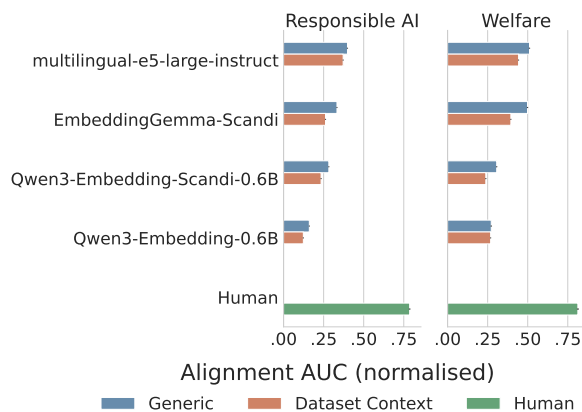 Responsible AI Welfare
multilingual-e5-large-instruct
EmbeddingGemma-Scandi
Qwen3-Embedding-Scandi-0.6B
Qwen3-Embedding-0.6B
Human
.00 .25 .50 .75 .00 .25 .50 .75
Alignment AUC (normalised)
Generic Dataset Context Human